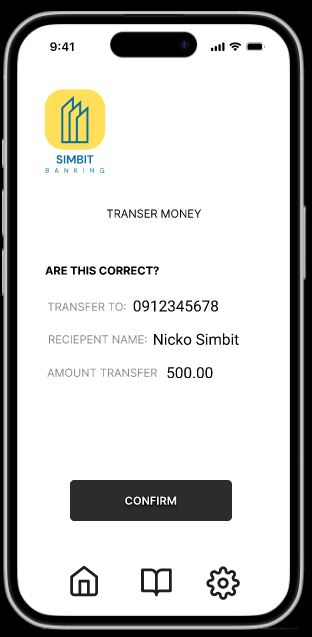 9:41
SIMBIT
BANKING
TRANSER MONEY
ARE THIS CORRECT?
TRANSFER TO: 0912345678
RECIEPENT NAME: Nicko Simbit
AMOUNT TRANSFER 500.00
CONFIRM